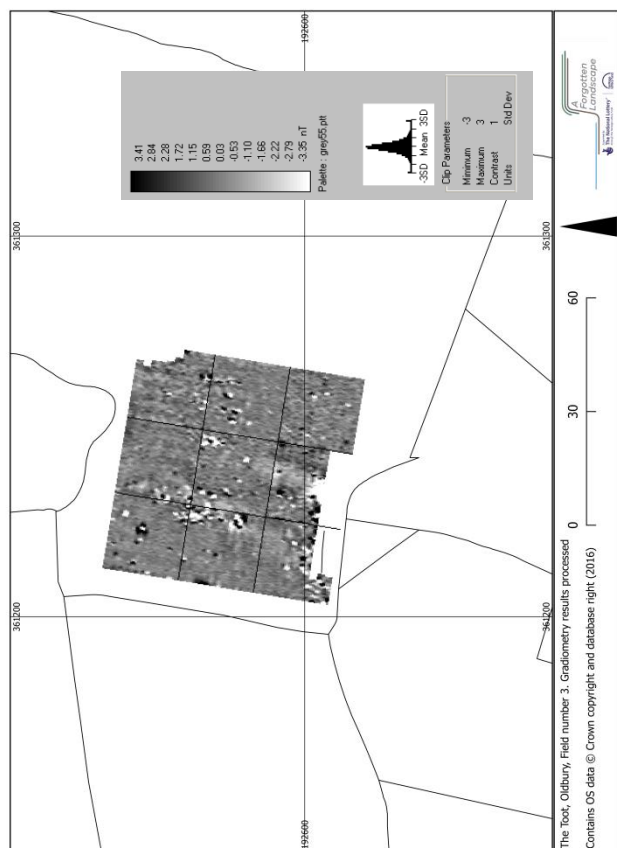 361200
361300
192600
192600
3.41
2.84
2.28
1.72
1.15
0.59
0.03
-0.53
-1.10
-1.66
-2.22
-2.79
-3.35 nT
Palette : grey55.plt
-3SD Mean 3SD
Clip Parameters
Minimum -3
Maximum 3
Contrast 1
Units Std Dev
361200
361300
0 30 60
The Toot, Oldbury, Field number 3. Gradiometry results processed
Contains OS data © Crown copyright and database right (2016)
A
Forgotten
Landscape